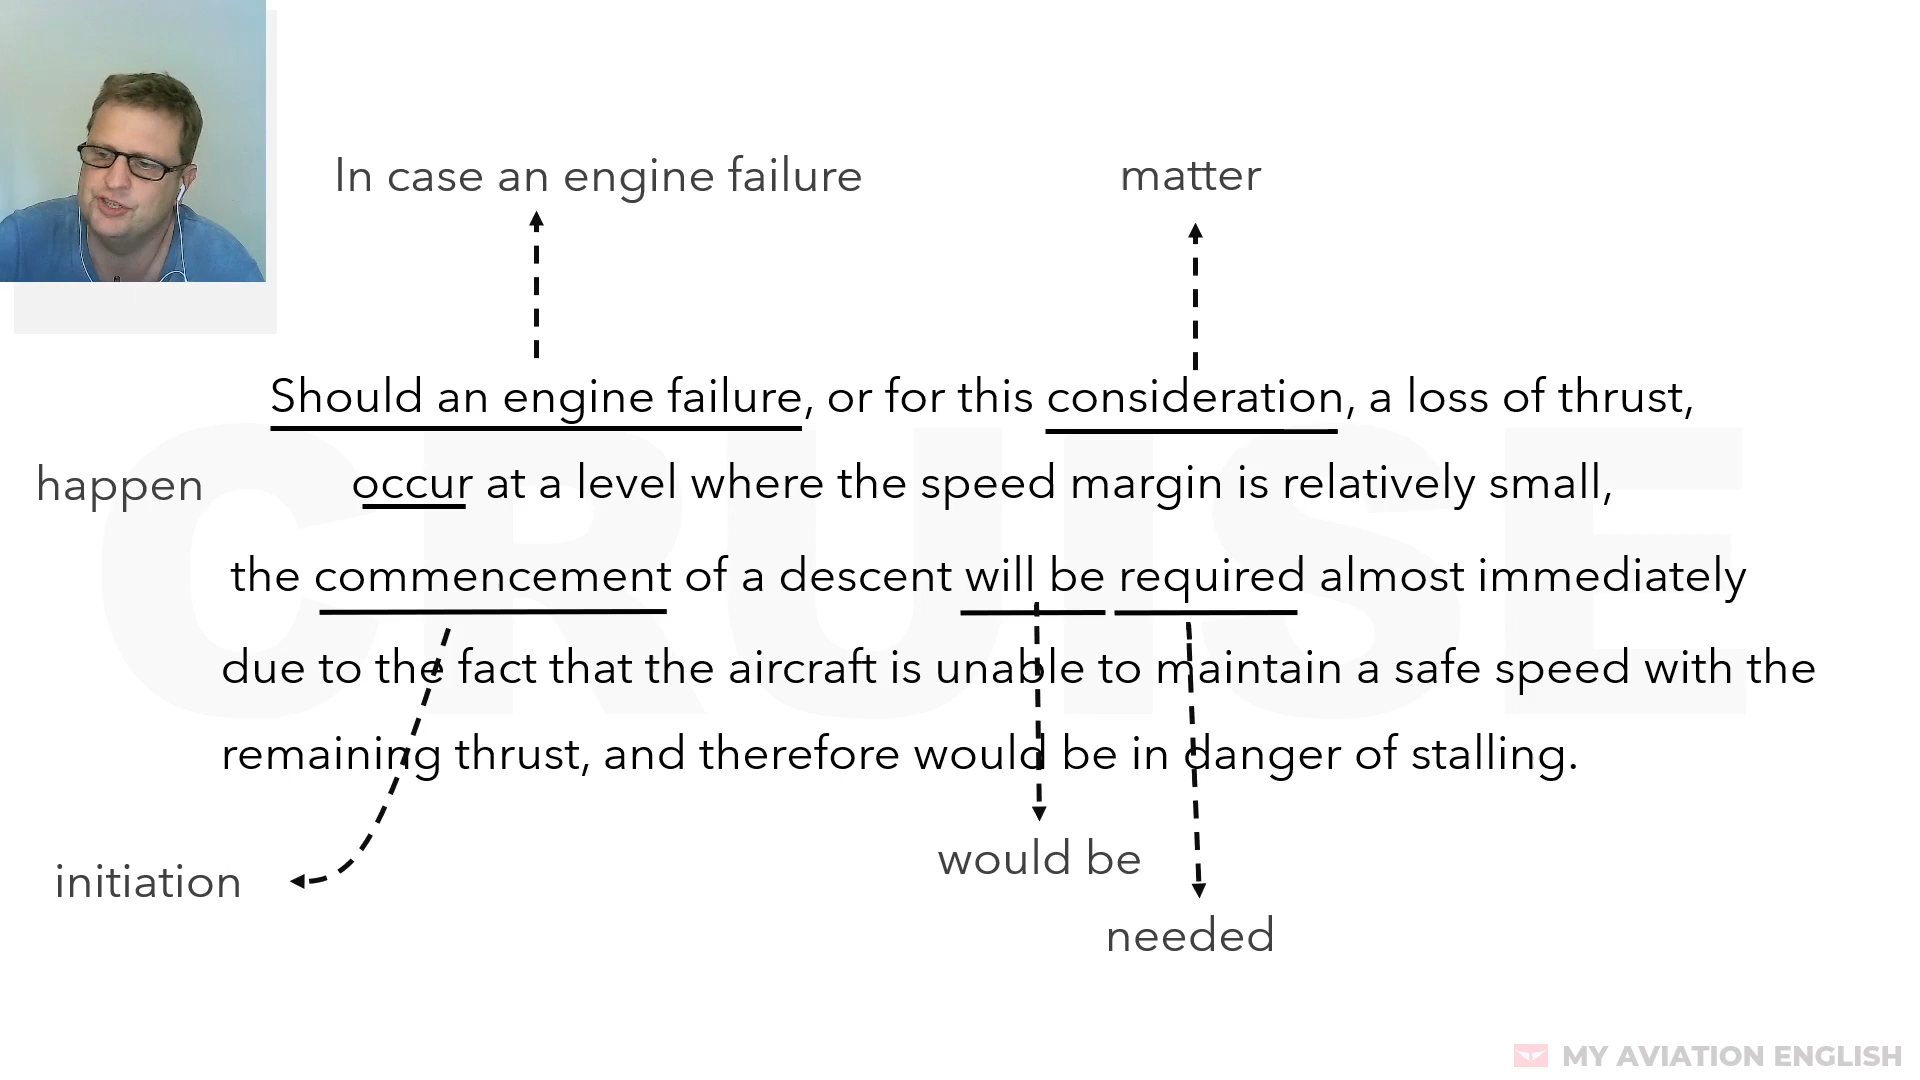 In case an engine failure
matter
Should an engine failure, or for this consideration, a loss of thrust,
happen
occur at a level where the speed margin is relatively small,
CRUISE
the commencement of a descent will be required almost immediately
due to the fact that the aircraft is unable to maintain a safe speed with the
remaining thrust, and therefore would be in danger of stalling.
would be
initiation
needed
MY AVIATION ENGLISH